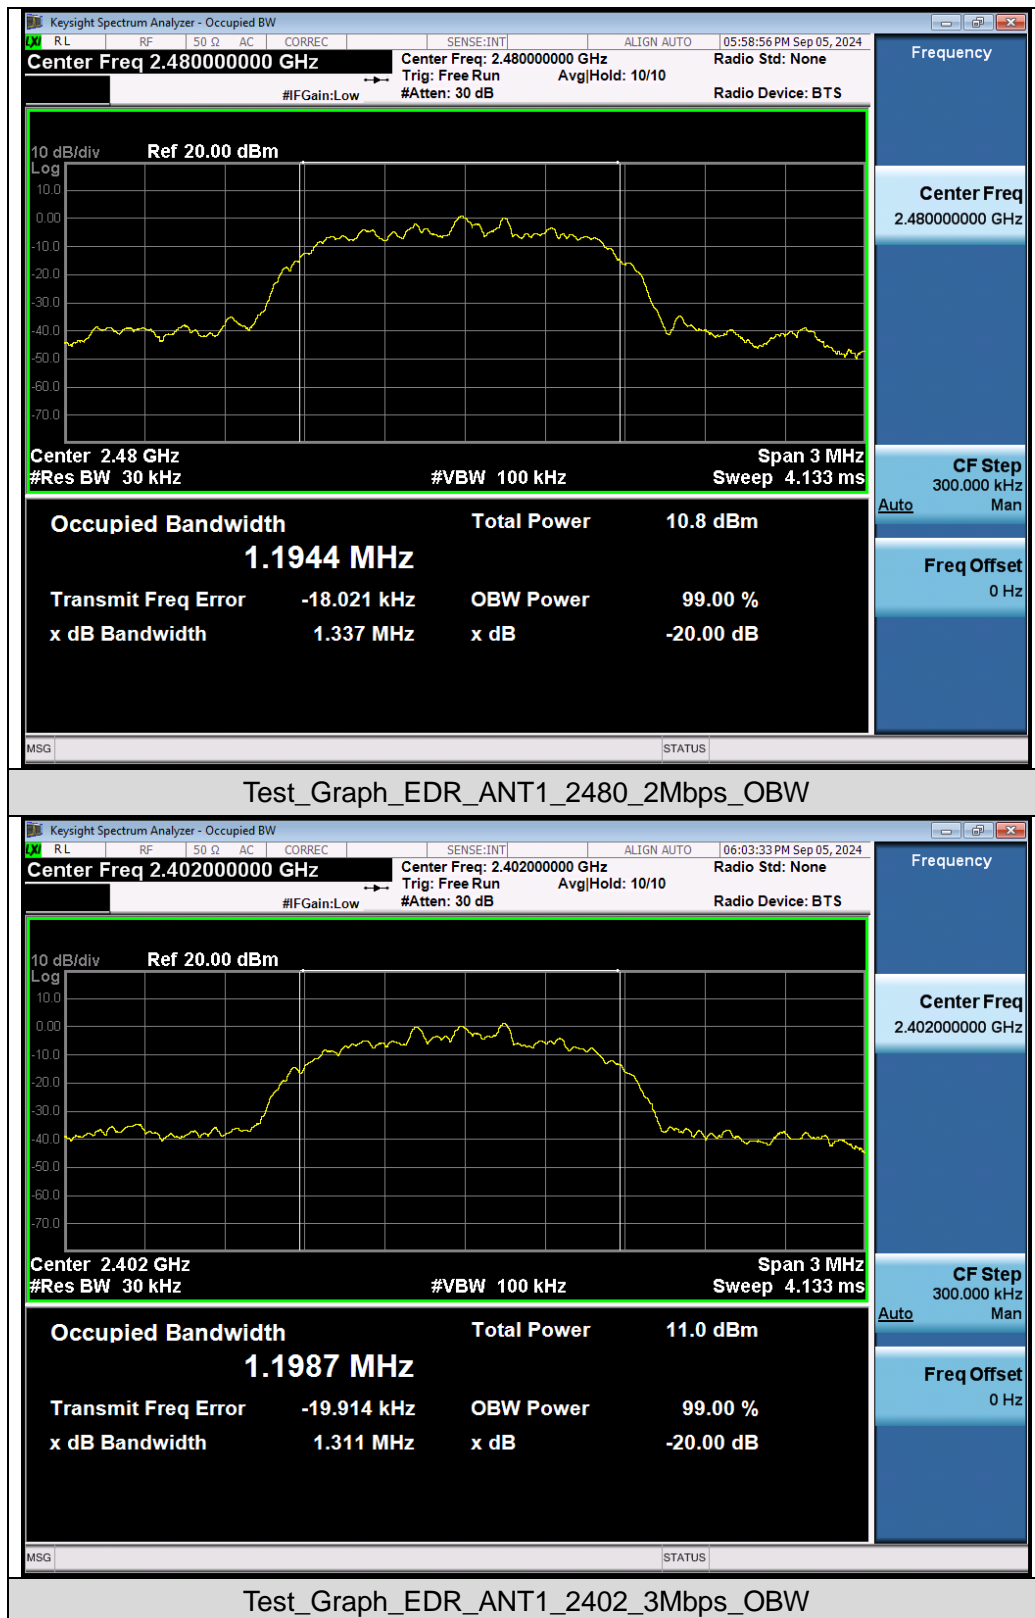 Keysight Spectrum Analyzer - Occupied BW
LXI RL RF 50 Ω AC CORREC SENSE:INT ALIGN AUTO 05:58:56 PM Sep 05, 2024
Center Freq 2.480000000 GHz
Center Freq: 2.480000000 GHz
Radio Std: None
Trig: Free Run
Avg|Hold: 10/10
#IFGain:Low
#Atten: 30 dB
Radio Device: BTS
Frequency
10 dB/div
Ref 20.00 dBm
Log
10.0
0.00
-10.0
-20.0
-30.0
-40.0
-50.0
-60.0
-70.0
Center 2.48 GHz
Span 3 MHz
#Res BW 30 kHz
#VBW 100 kHz
Sweep 4.133 ms
Center Freq
2.480000000 GHz
CF Step
300.000 kHz
Auto Man
Freq Offset
0 Hz
Occupied Bandwidth
Total Power 10.8 dBm
1.1944 MHz
Transmit Freq Error -18.021 kHz OBW Power 99.00 %
x dB Bandwidth 1.337 MHz x dB -20.00 dB
MSG STATUS
Test_Graph_EDR_ANT1_2480_2Mbps_OBW
Keysight Spectrum Analyzer - Occupied BW
LXI RL RF 50 Ω AC CORREC SENSE:INT ALIGN AUTO 06:03:33 PM Sep 05, 2024
Center Freq 2.402000000 GHz
Center Freq: 2.402000000 GHz
Radio Std: None
Trig: Free Run
Avg|Hold: 10/10
#IFGain:Low
#Atten: 30 dB
Radio Device: BTS
Frequency
10 dB/div
Ref 20.00 dBm
Log
10.0
0.00
-10.0
-20.0
-30.0
-40.0
-50.0
-60.0
-70.0
Center 2.402 GHz
Span 3 MHz
#Res BW 30 kHz
#VBW 100 kHz
Sweep 4.133 ms
Center Freq
2.402000000 GHz
CF Step
300.000 kHz
Auto Man
Freq Offset
0 Hz
Occupied Bandwidth
Total Power 11.0 dBm
1.1987 MHz
Transmit Freq Error -19.914 kHz OBW Power 99.00 %
x dB Bandwidth 1.311 MHz x dB -20.00 dB
MSG STATUS
Test_Graph_EDR_ANT1_2402_3Mbps_OBW